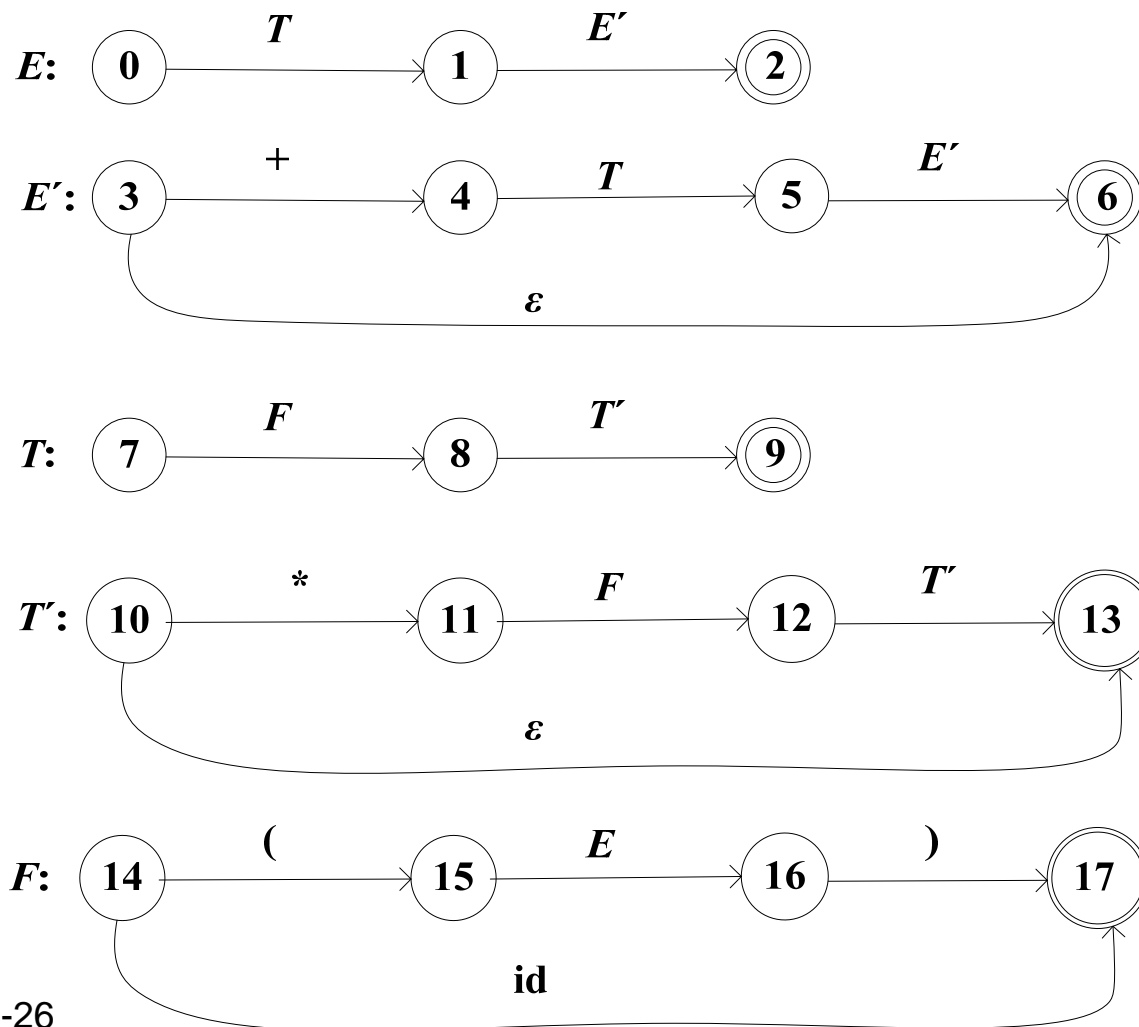 T E´
E: 0 1 2
+ T E´
E´: 3 4 5 6
ε
F T´
T: 7 8 9
* F T´
T´: 10 11 12 13
ε
( E )
F: 14 15 16 17
id
-26